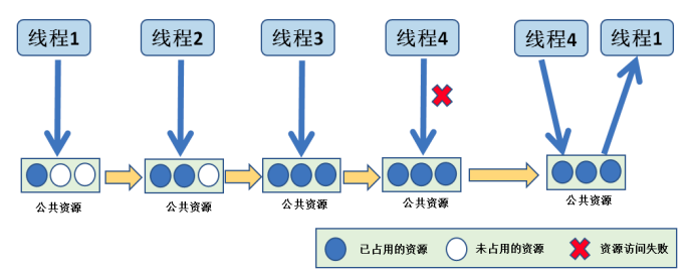 线程1
线程2
线程3
线程4
线程4
线程1
公共资源
公共资源
公共资源
公共资源
公共资源
已占用的资源
未占用的资源
资源访问失败